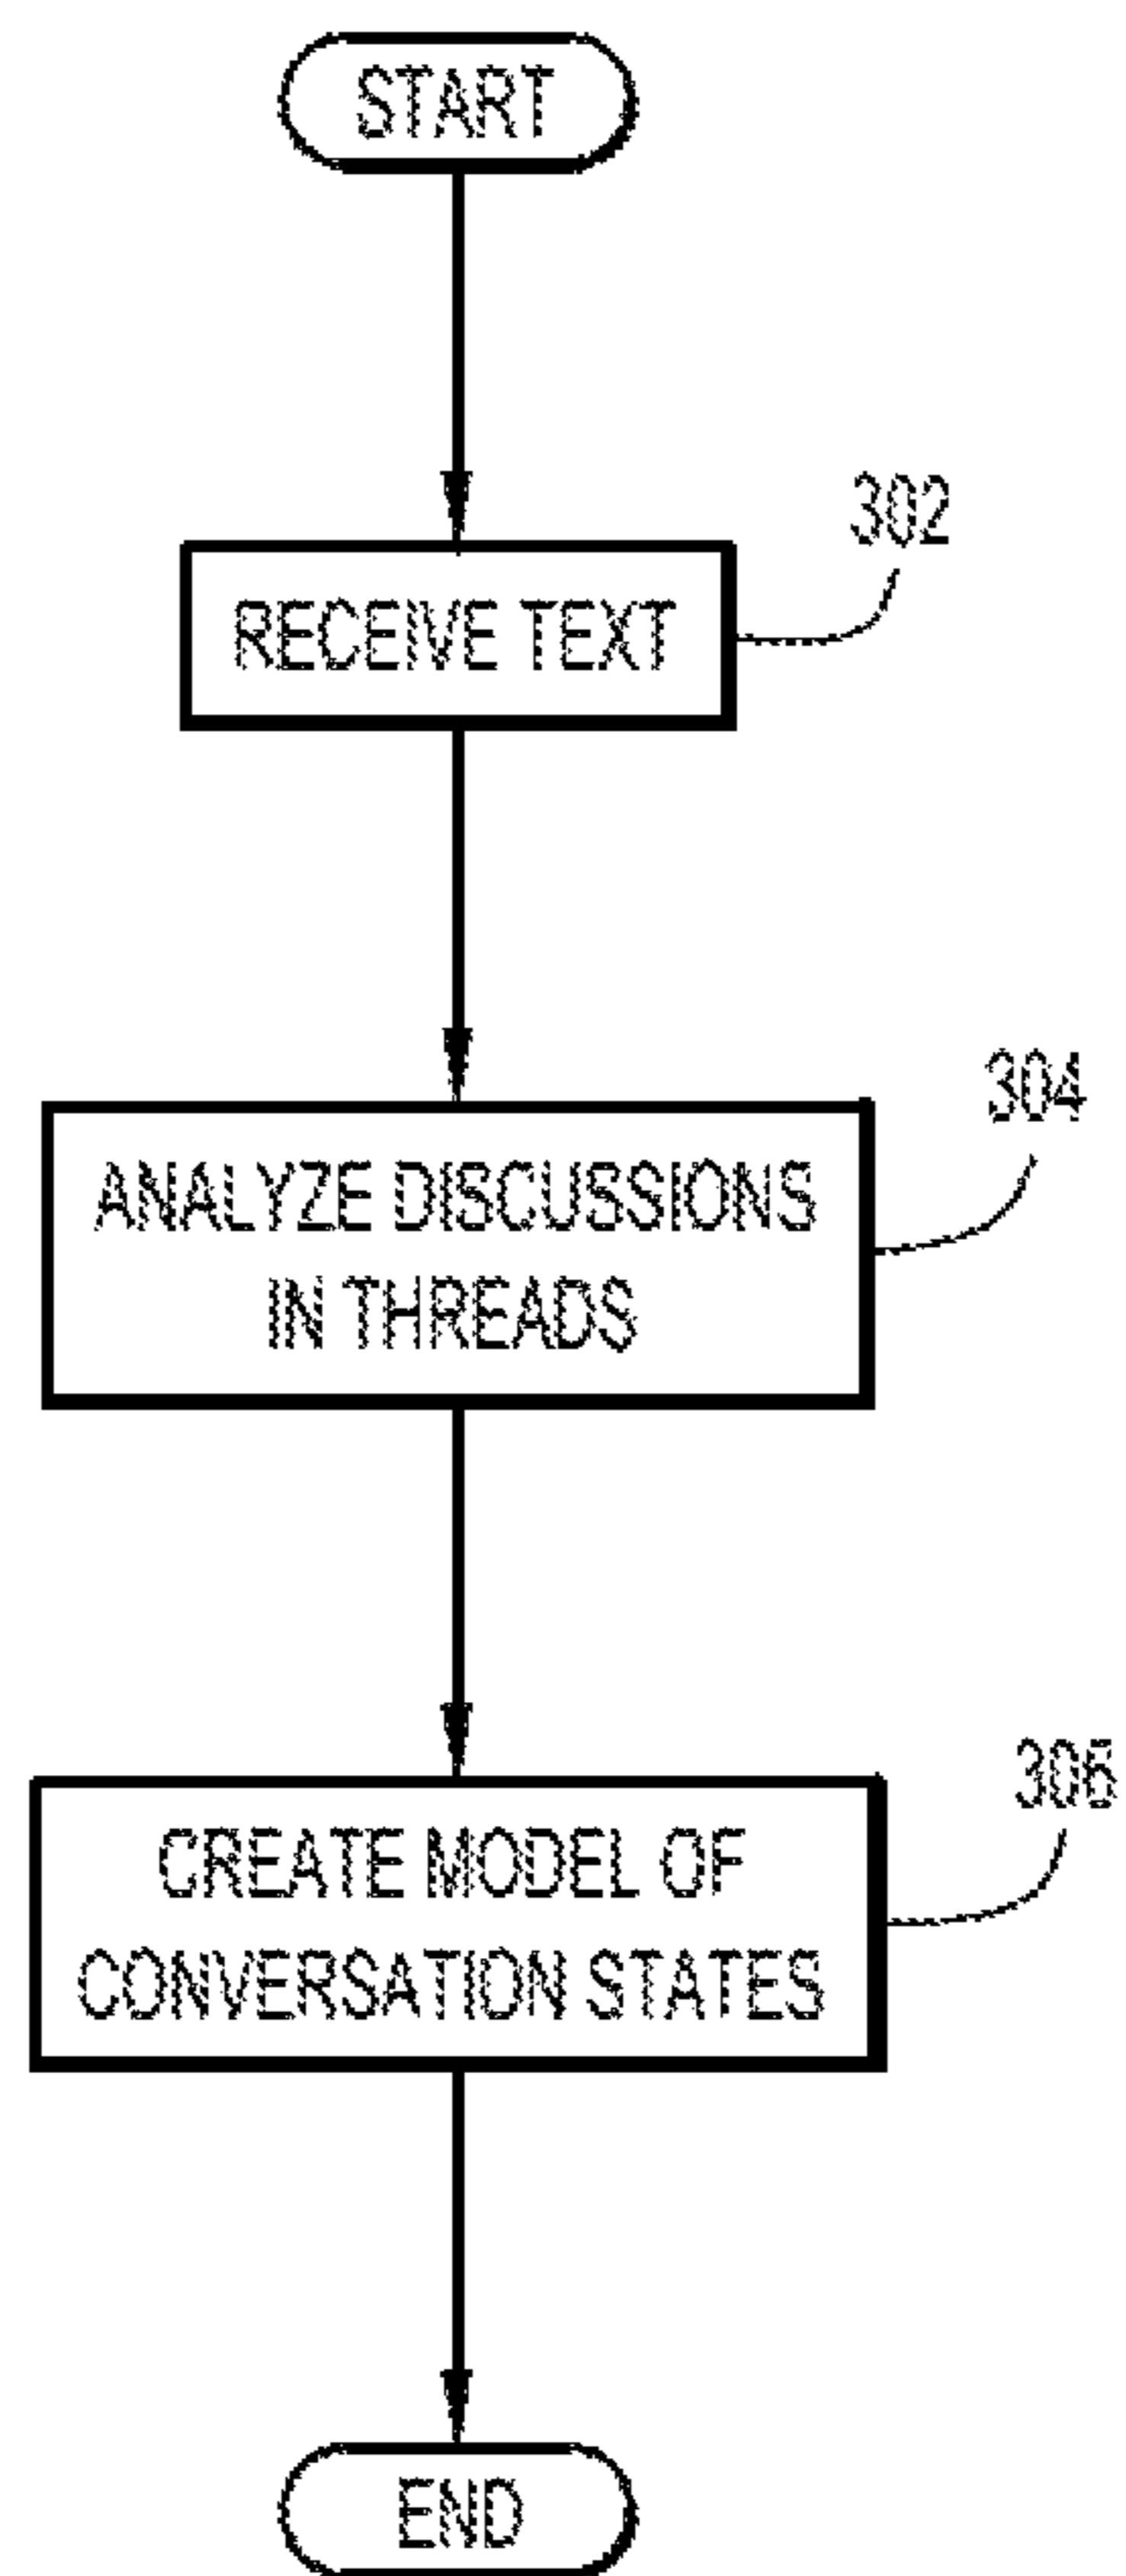 START
302
RECEIVE TEXT
304
ANALYZE DISCUSSIONS
IN THREADS
306
CREATE MODEL OF
CONVERSATION STATES
END